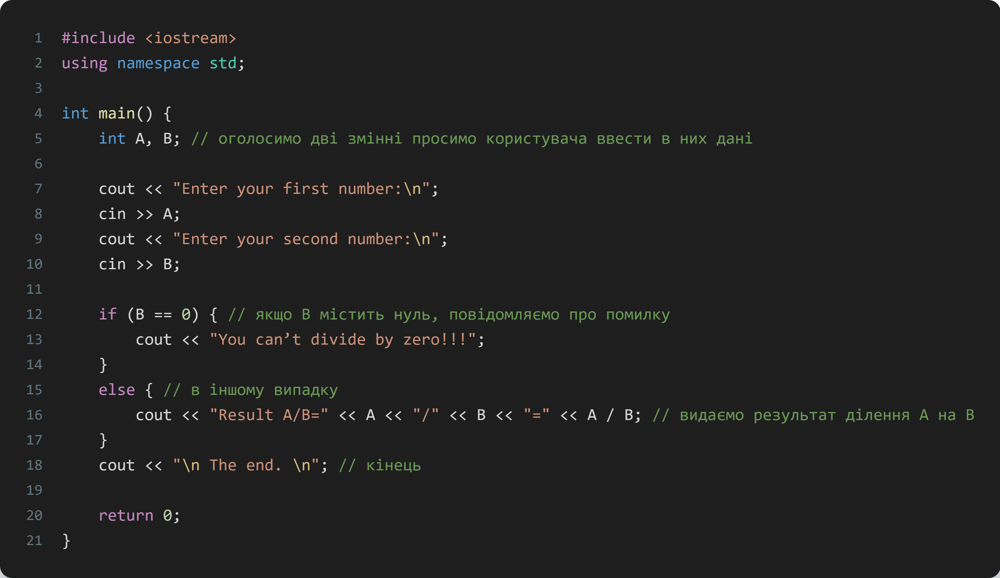 1 #include <iostream>
2 using namespace std;
3
4 int main() {
5     int A, B; // оголосимо дві змінні просимо користувача ввести в них дані
6
7     cout << "Enter your first number:\n";
8     cin >> A;
9     cout << "Enter your second number:\n";
10     cin >> B;
11
12     if (B == 0) { // якщо B містить нуль, повідомляємо про помилку
13         cout << "You can’t divide by zero!!!";
14     }
15     else { // в іншому випадку
16         cout << "Result A/B=" << A << "/" << B << "=" << A / B; // видаємо результат ділення A на B
17     }
18     cout << "\n The end. \n"; // кінець
19
20     return 0;
21 }